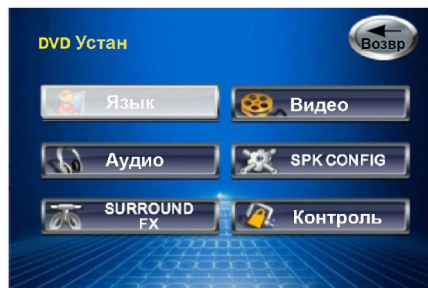 DVD Устан
Возвр
Язык
Видео
Аудио
SPK CONFIG
SURROUND
FX
Контроль